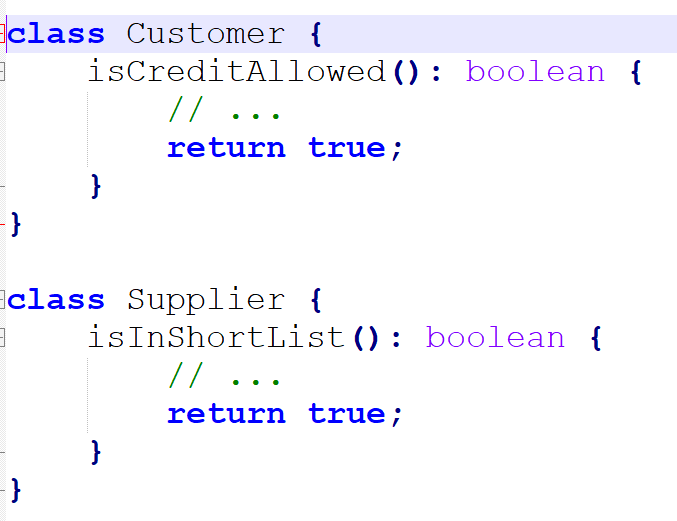 class Customer {
    isCreditAllowed(): boolean {
        // ...
        return true;
    }
}

class Supplier {
    isInShortList(): boolean {
        // ...
        return true;
    }
}